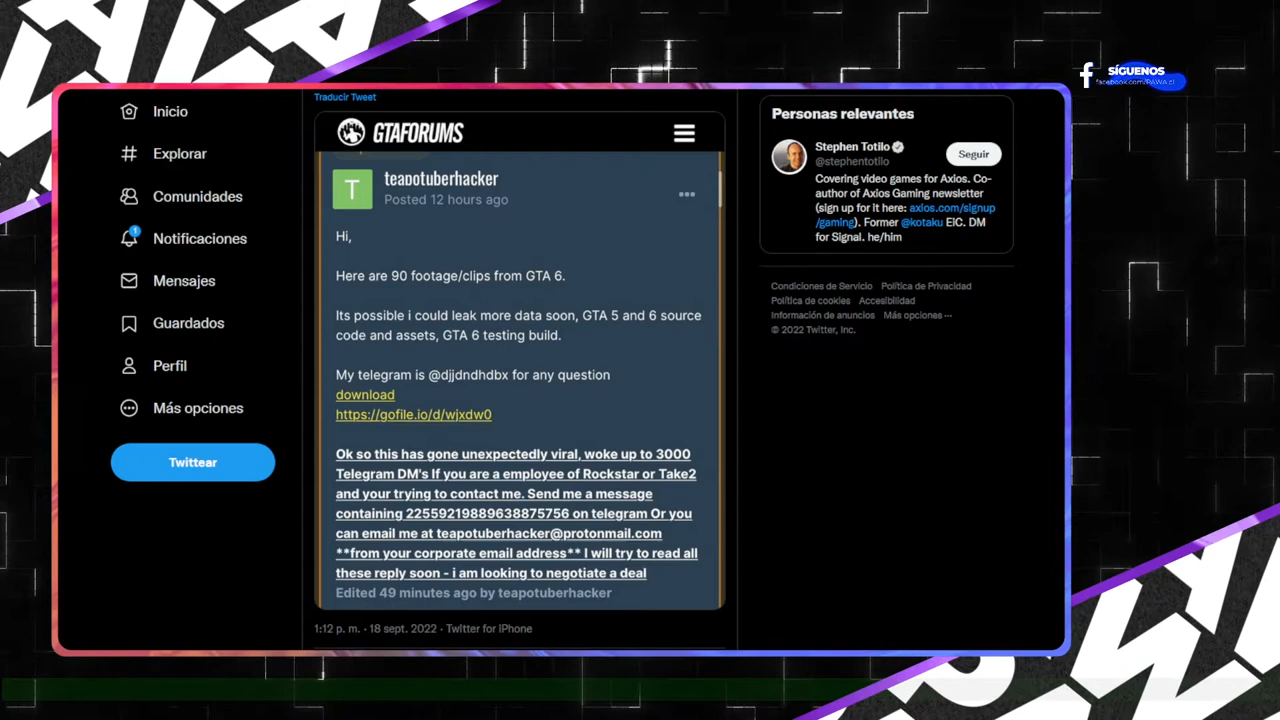 SÍGUENOS
facebook.com/PAWA.cl
Inicio
Explorar
Comunidades
1
Notificaciones
Mensajes
Guardados
Perfil
Más opciones
Twittear
Traducir Tweet
GTAFORUMS
T
teapotuberhacker
Posted 12 hours ago
Hi,
Here are 90 footage/clips from GTA 6.
Its possible i could leak more data soon, GTA 5 and 6 source
code and assets, GTA 6 testing build.
My telegram is @djjdndhdbx for any question
download
https://gofile.io/d/wjxdw0
Ok so this has gone unexpectedly viral, woke up to 3000
Telegram DM's If you are a employee of Rockstar or Take2
and your trying to contact me. Send me a message
containing 22559219889638875756 on telegram Or you
can email me at teapotuberhacker@protonmail.com
**from your corporate email address** I will try to read all
these reply soon - i am looking to negotiate a deal
Edited 49 minutes ago by teapotuberhacker
1:12 p. m. · 18 sept. 2022 · Twitter for iPhone
Personas relevantes
Stephen Totilo
@stephentotilo
Seguir
Covering video games for Axios. Co-
author of Axios Gaming newsletter
(sign up for it here: axios.com/signup
/gaming). Former @kotaku EIC. DM
for Signal. he/him
Condiciones de Servicio Política de Privacidad
Política de cookies Accesibilidad
Información de anuncios Más opciones ···
© 2022 Twitter, Inc.